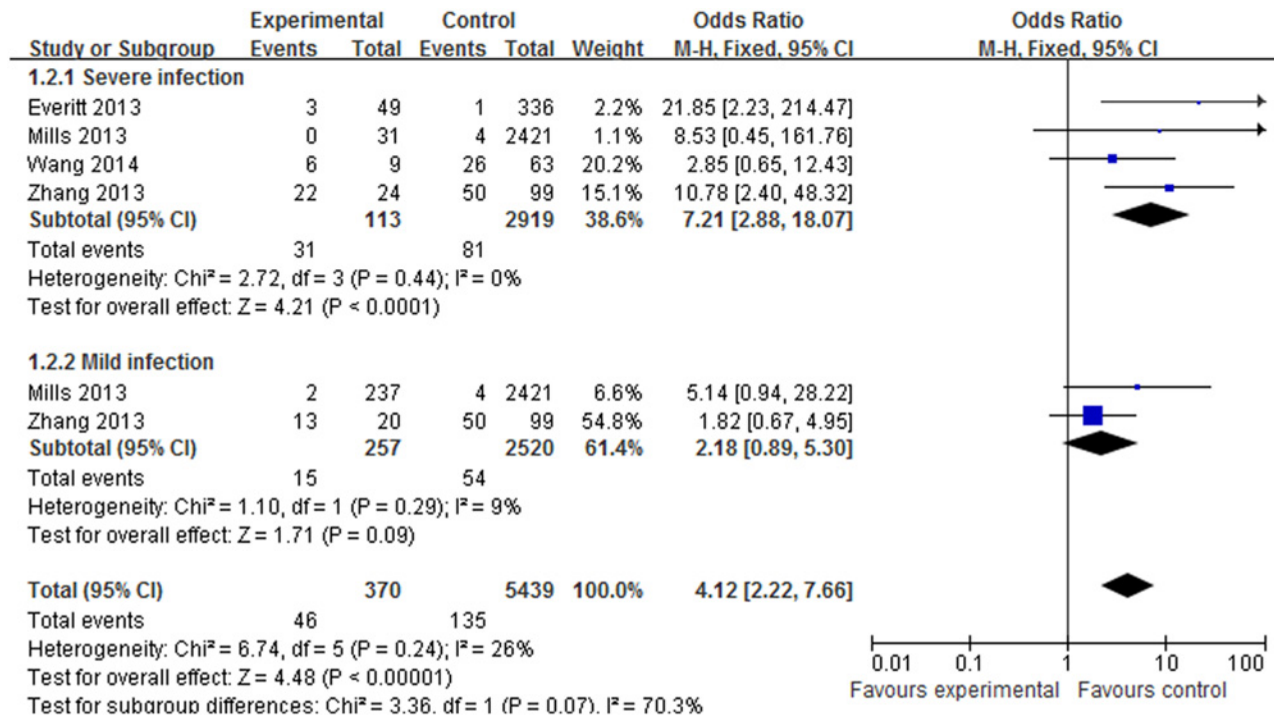 Experimental Control Odds Ratio Odds Ratio
Study or Subgroup Events Total Events Total Weight M-H, Fixed, 95% CI M-H, Fixed, 95% CI
1.2.1 Severe infection
Everitt 2013 3 49 1 336 2.2% 21.85 [2.23, 214.47]
Mills 2013 0 31 4 2421 1.1% 8.53 [0.45, 161.76]
Wang 2014 6 9 26 63 20.2% 2.85 [0.65, 12.43]
Zhang 2013 22 24 50 99 15.1% 10.78 [2.40, 48.32]
Subtotal (95% CI) 113 2919 38.6% 7.21 [2.88, 18.07]
Total events 31 81
Heterogeneity: Chi² = 2.72, df = 3 (P = 0.44); I² = 0%
Test for overall effect: Z = 4.21 (P < 0.0001)
1.2.2 Mild infection
Mills 2013 2 237 4 2421 6.6% 5.14 [0.94, 28.22]
Zhang 2013 13 20 50 99 54.8% 1.82 [0.67, 4.95]
Subtotal (95% CI) 257 2520 61.4% 2.18 [0.89, 5.30]
Total events 15 54
Heterogeneity: Chi² = 1.10, df = 1 (P = 0.29); I² = 9%
Test for overall effect: Z = 1.71 (P = 0.09)
Total (95% CI) 370 5439 100.0% 4.12 [2.22, 7.66]
Total events 46 135
Heterogeneity: Chi² = 6.74, df = 5 (P = 0.24); I² = 26%
Test for overall effect: Z = 4.48 (P < 0.00001)
Test for subgroup differences: Chi² = 3.36, df = 1 (P = 0.07), I² = 70.3%
0.01 0.1 1 10 100
Favours experimental Favours control